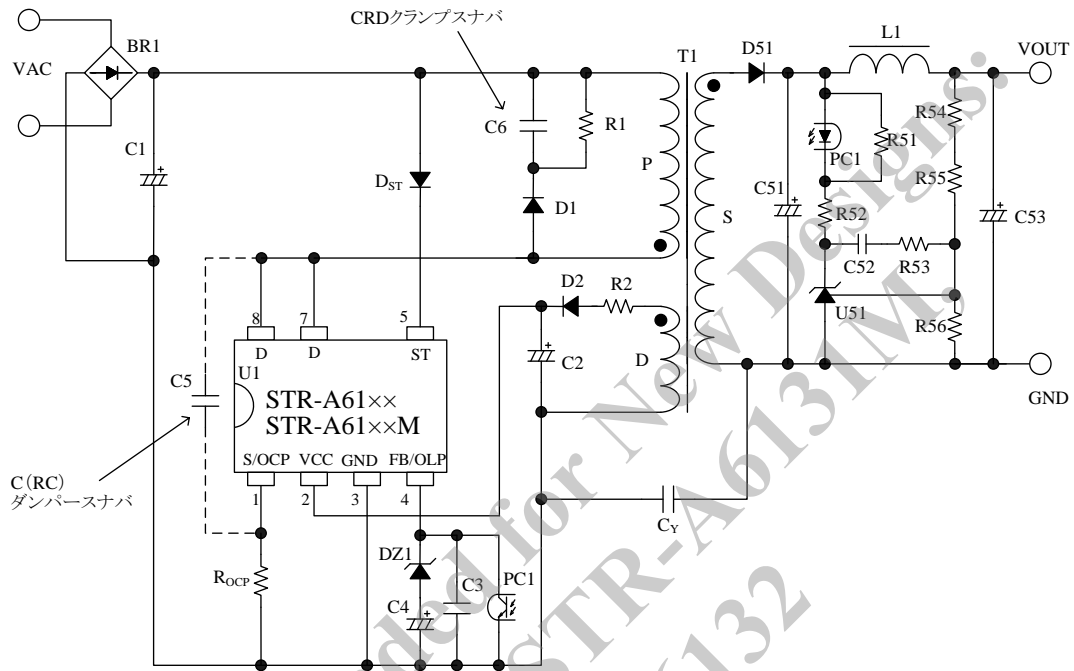 CRDクランプスナバ
VAC
BR1
C1
DST
C6
R1
D1
P
T1
S
D51
L1
VOUT
PC1
R51
R54
R55
C51
R52
C53
C52
R53
U51
R56
GND
D2
R2
C2
D
8
D
7
D
5
ST
U1
STR-A61××
STR-A61××M
C5
S/OCP
VCC
GND
FB/OLP
1
2
3
4
C(RC)
ダンパースナバ
ROCP
DZ1
C4
C3
PC1
CY
ded for New Designs:
STR-A6131M,
6132